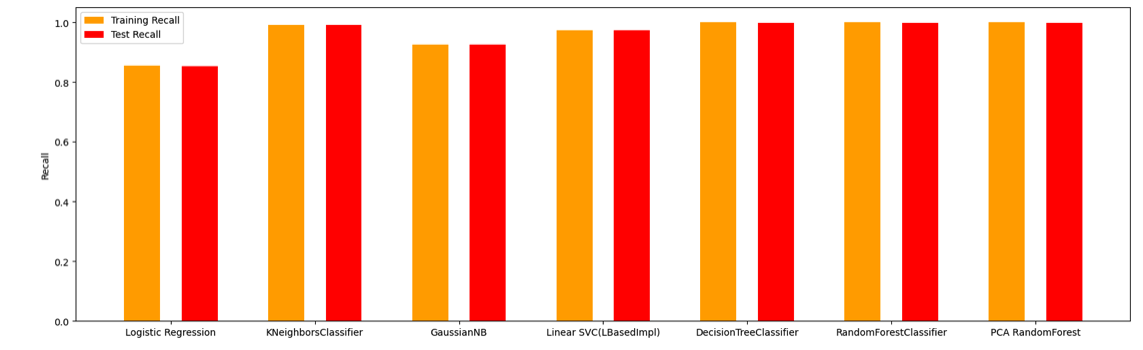 Training Recall
Test Recall
1.0
0.8
0.6
0.4
0.2
0.0
Recall
Logistic Regression KNeighborsClassifier GaussianNB Linear SVC(LBasedImpl) DecisionTreeClassifier RandomForestClassifier PCA RandomForest